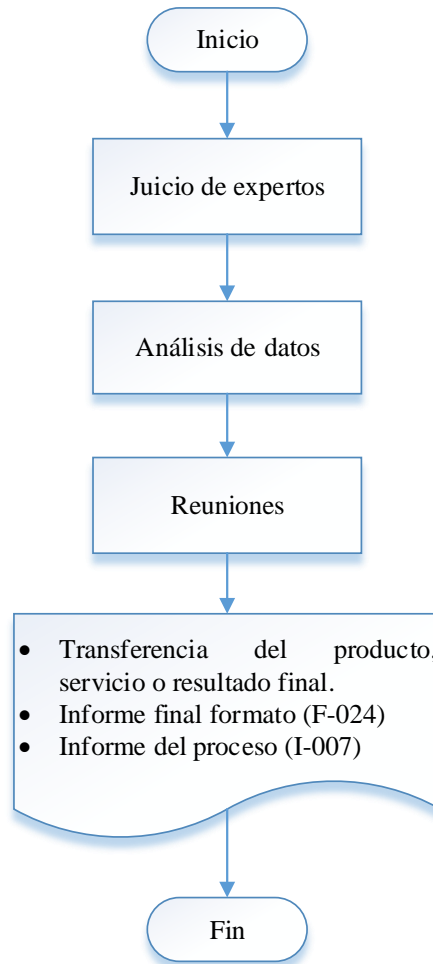 Inicio
Juicio de expertos
Análisis de datos
Reuniones
• Transferencia del producto,
servicio o resultado final.
• Informe final formato (F-024)
• Informe del proceso (I-007)
Fin